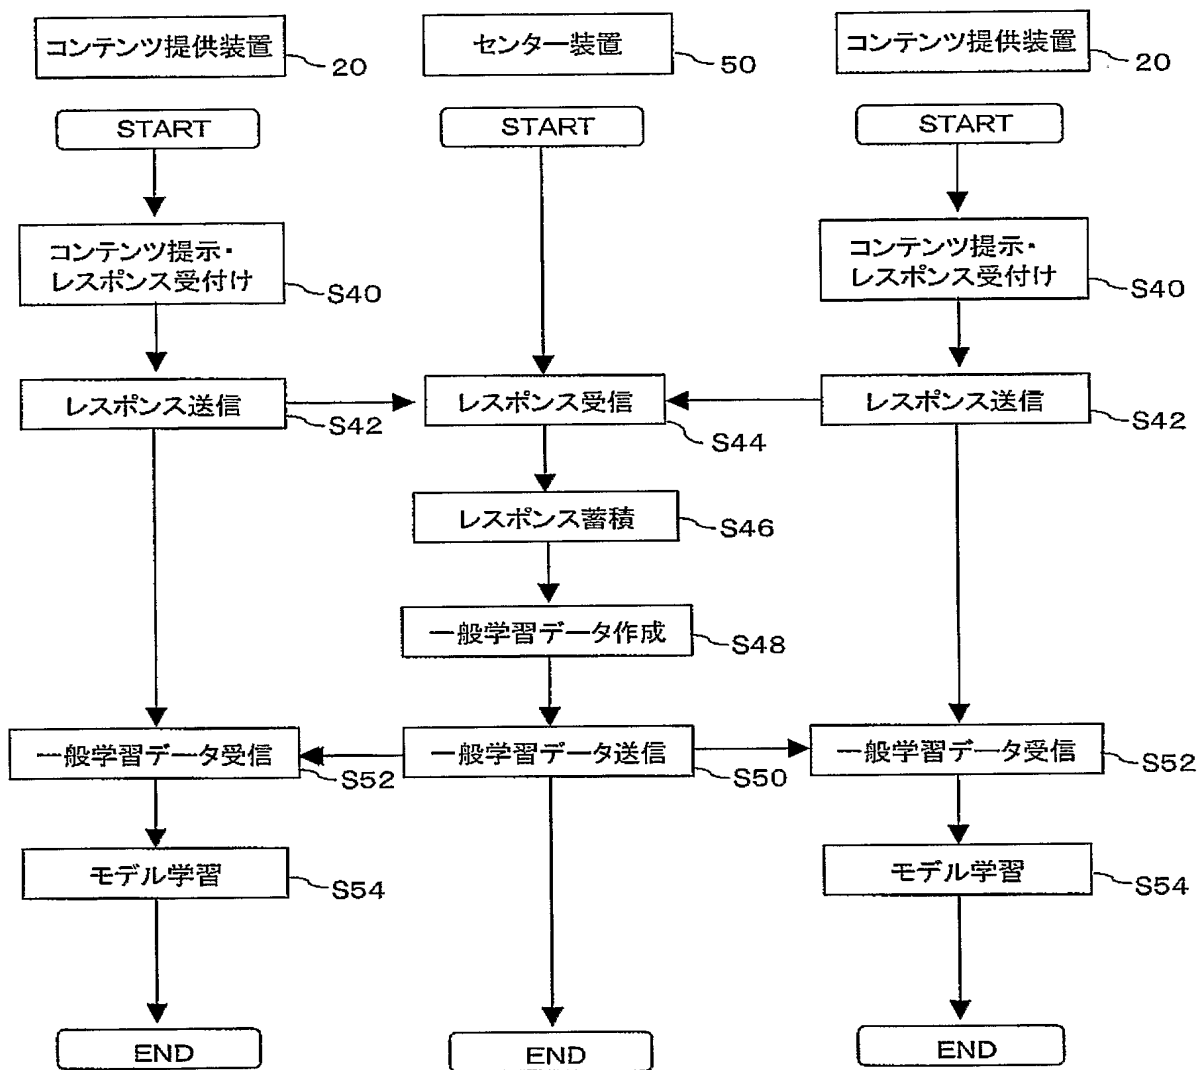 コンテンツ提供装置
20
センター装置
50
コンテンツ提供装置
20
START
START
START
コンテンツ提示・
レスポンス受付け
S40
コンテンツ提示・
レスポンス受付け
S40
レスポンス送信
S42
レスポンス受信
S44
レスポンス送信
S42
レスポンス蓄積
S46
一般学習データ作成
S48
一般学習データ受信
S52
一般学習データ送信
S50
一般学習データ受信
S52
モデル学習
S54
モデル学習
S54
END
END
END